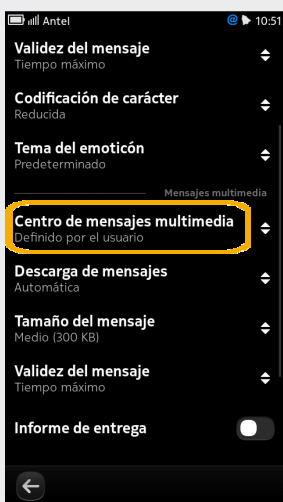 Antel
@
10:51
Validez del mensaje
Tiempo máximo
Codificación de carácter
Reducida
Tema del emoticón
Predeterminado
Mensajes multimedia
Centro de mensajes multimedia
Definido por el usuario
Descarga de mensajes
Automática
Tamaño del mensaje
Medio (300 KB)
Validez del mensaje
Tiempo máximo
Informe de entrega